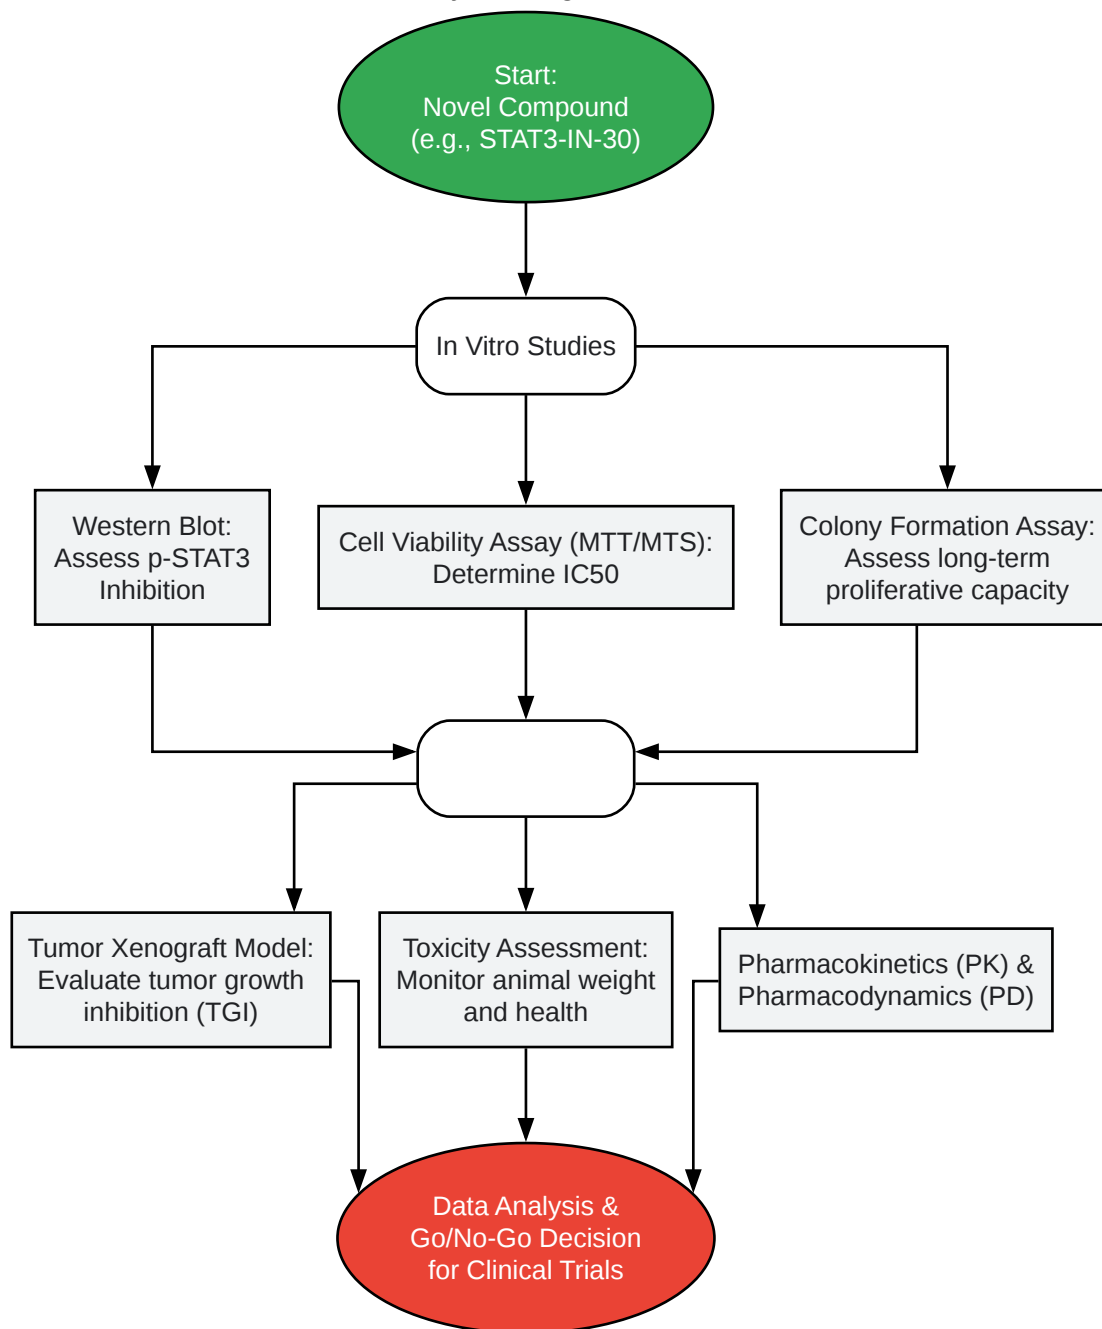 Start:
Novel Compound
(e.g., STAT3-IN-30)
In Vitro Studies
Western Blot:
Assess p-STAT3
Inhibition
Cell Viability Assay (MTT/MTS):
Determine IC50
Colony Formation Assay:
Assess long-term
proliferative capacity
Tumor Xenograft Model:
Evaluate tumor growth
inhibition (TGI)
Toxicity Assessment:
Monitor animal weight
and health
Pharmacokinetics (PK) &
Pharmacodynamics (PD)
Data Analysis &
Go/No-Go Decision
for Clinical Trials